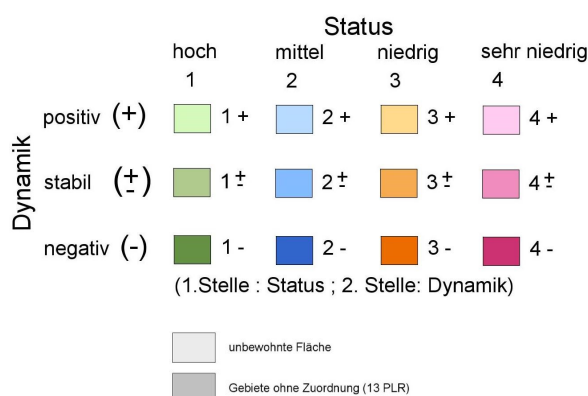 Status
hoch mittel niedrig sehr niedrig
1 2 3 4
Dynamik
positiv (+) 1 + 2 + 3 + 4 +
stabil (±) 1 ± 2 ± 3 ± 4 ±
negativ (-) 1 - 2 - 3 - 4 -
(1.Stelle : Status ; 2. Stelle: Dynamik)
unbewohnte Fläche
Gebiete ohne Zuordnung (13 PLR)